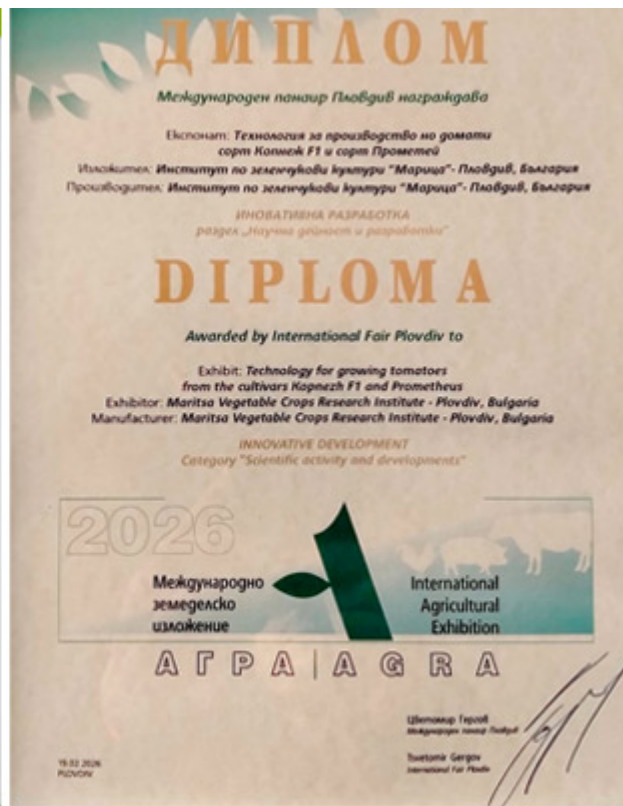 ДИПЛОМ
Международен панаир Пловдив награждава
Експонат: Технология за производство но домати
сорт Копнеж F1 и сорт Прометей
Изложител: Институт по зеленчукови култури "Марица"- Пловдив, България
Производител: Институт по зеленчукови култури "Марица"- Пловдив, България
ИНОВАТИВНА РАЗРАБОТКА
раздел „Научна дейност и разработки"
DIPLOMA
Awarded by International Fair Plovdiv to
Exhibit: Technology for growing tomatoes
from the cultivars Kopnezh F1 and Prometheus
Exhibitor: Maritsa Vegetable Crops Research Institute - Plovdiv, Bulgaria
Manufacturer: Maritsa Vegetable Crops Research Institute - Plovdiv, Bulgaria
INNOVATIVE DEVELOPMENT
Category "Scientific activity and developments"
2026
Международно
земеделско
изложение
International
Agricultural
Exhibition
АГРА | AGRA
Цветомир Гергов
Международен панаир Пловдив
Tsvetomir Gergov
International Fair Plovdiv
19.02.2026
PLOVDIV